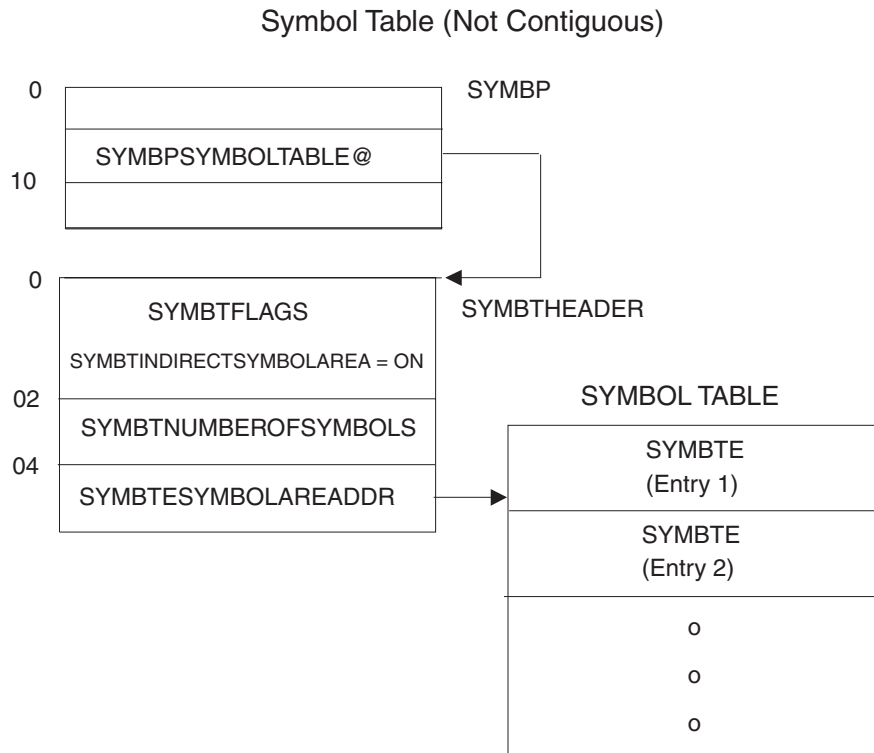 Symbol Table (Not Contiguous)
0
SYMBP
SYMBPSYMBOLTABLE@
10
0
SYMBTHEADER
SYMBTFLAGS
SYMBTINDIRECTSYMBOLAREA = ON
02
SYMBTNUMBEROFSYMBOLS
04
SYMBTESYMBOLAREADDR
SYMBOL TABLE
SYMBTE
(Entry 1)
SYMBTE
(Entry 2)
o
o
o